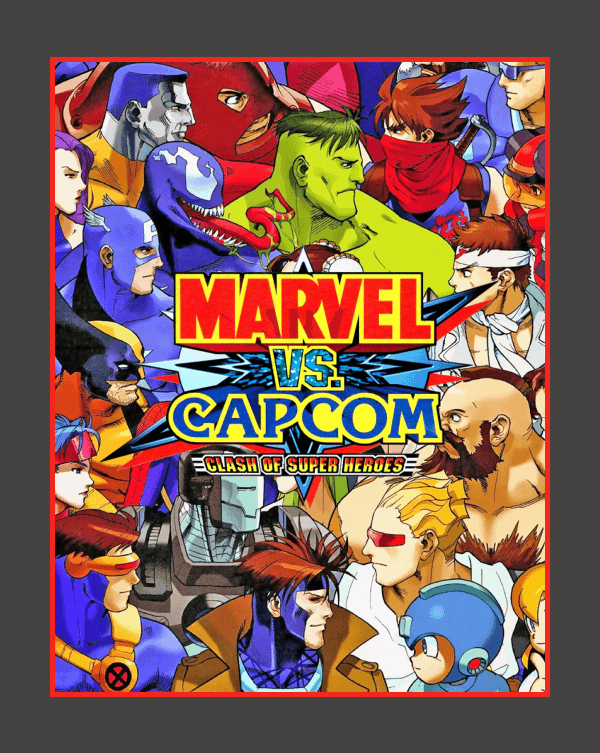 A
MARVEL
VS.
CAPCOM
CLASH OF SUPER HEROES
X